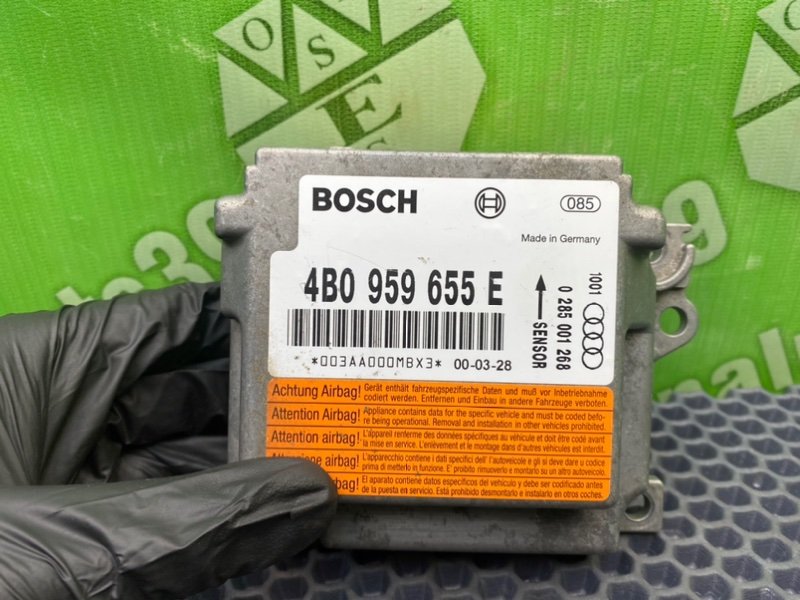 O
S
E
BOSCH
085
Made in Germany
4B0 959 655 E
SENSOR
0 285 001 268
1001
*003AA000MBX3* 00-03-28
Achtung Airbag! Gerät enthält fahrzeugspezifische Daten und muß vor Inbetriebnahme
codiert werden. Entfernen und Einbau in andere Fahrzeuge verboten.
Attention Airbag! Appliance contains data for the specific vehicle and must be coded befo-
re being operational. Removal and installation in other vehicles prohibited.
Attention airbag! L'appareil renferme des données spécifiques au véhicule et doit être codé avant
la mise en service. L'enlèvement et le montage dans d'autres véhicules est interdit.
Attenzione airbag! L'apparecchio contiene i dati specifici dell' l'autoveicolo e gli si deve dare u codice
prima di metterlo in funzione. E' proibito rimuoverlo e montarlo su un altro autoveicolo.
bag! El aparato contiene datos específicos del vehículo y debe ser codificado antes
de la puesta en servicio. Está prohibido desmontarlo e instalarlo en otros coches.